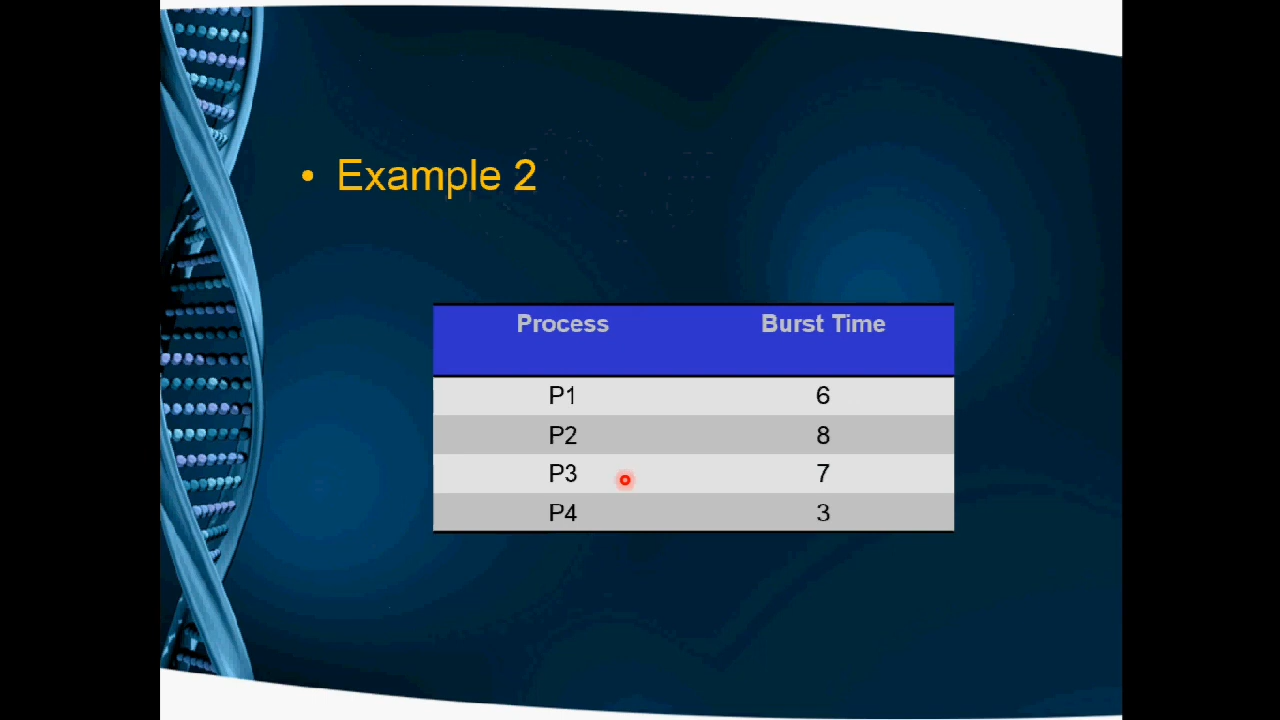 • Example 2
Process Burst Time
P1 6
P2 8
P3 7
P4 3